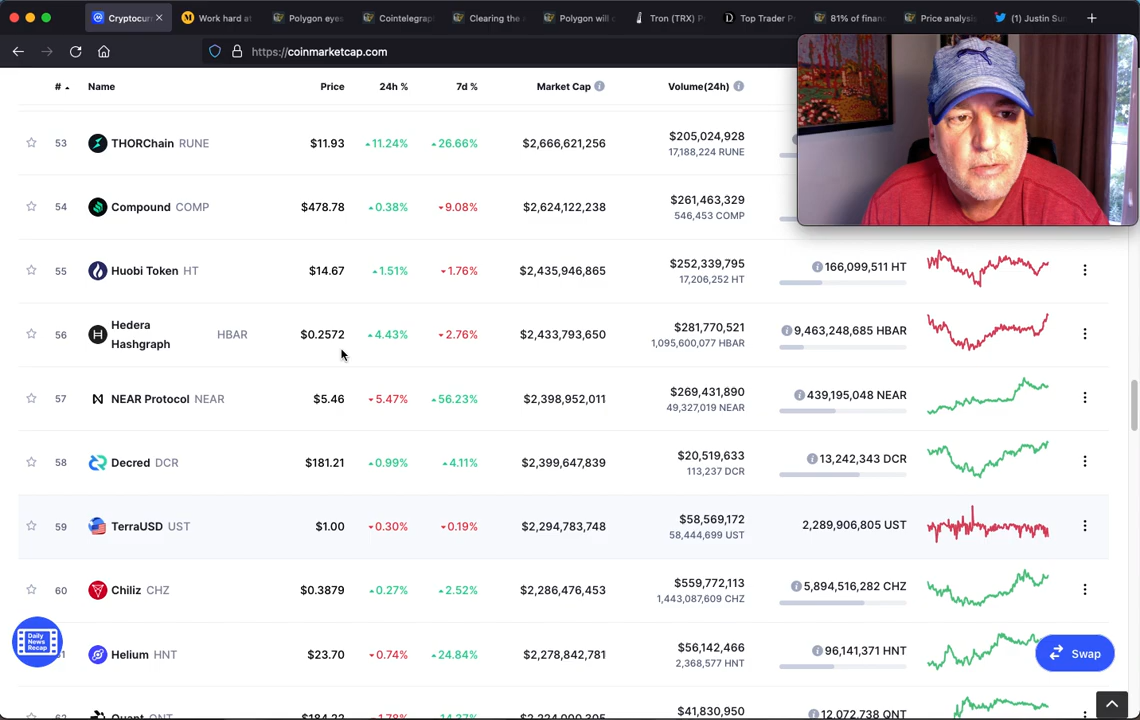 Cryptocurr
Work hard at
Polygon eyes
Cointelegrap
Clearing the
Polygon will
Tron (TRX) P
Top Trader P
81% of financ
Price analysis
(1) Justin Sun
https://coinmarketcap.com
# Name Price 24h % 7d % Market Cap Volume(24h)
53 THORChain RUNE $11.93 11.24% 26.66% $2,666,621,256 $205,024,928
17,188,224 RUNE
54 Compound COMP $478.78 0.38% 9.08% $2,624,122,238 $261,463,329
546,453 COMP
55 Huobi Token HT $14.67 1.51% 1.76% $2,435,946,865 $252,339,795 166,099,511 HT
17,206,252 HT
56 Hedera Hashgraph HBAR $0.2572 4.43% 2.76% $2,433,793,650 $281,770,521 9,463,248,685 HBAR
1,095,600,077 HBAR
57 NEAR Protocol NEAR $5.46 5.47% 56.23% $2,398,952,011 $269,431,890 439,195,048 NEAR
49,327,019 NEAR
58 Decred DCR $181.21 0.99% 4.11% $2,399,647,839 $20,519,633 13,242,343 DCR
113,237 DCR
59 TerraUSD UST $1.00 0.30% 0.19% $2,294,783,748 $58,569,172 2,289,906,805 UST
58,444,699 UST
60 Chiliz CHZ $0.3879 0.27% 2.52% $2,286,476,453 $559,772,113 5,894,516,282 CHZ
1,443,087,609 CHZ
Daily
News
Recap
Helium HNT $23.70 0.74% 24.84% $2,278,842,781 $56,142,466 96,141,371 HNT
2,368,577 HNT
Swap
$41,830,950 12,072,738 QNT